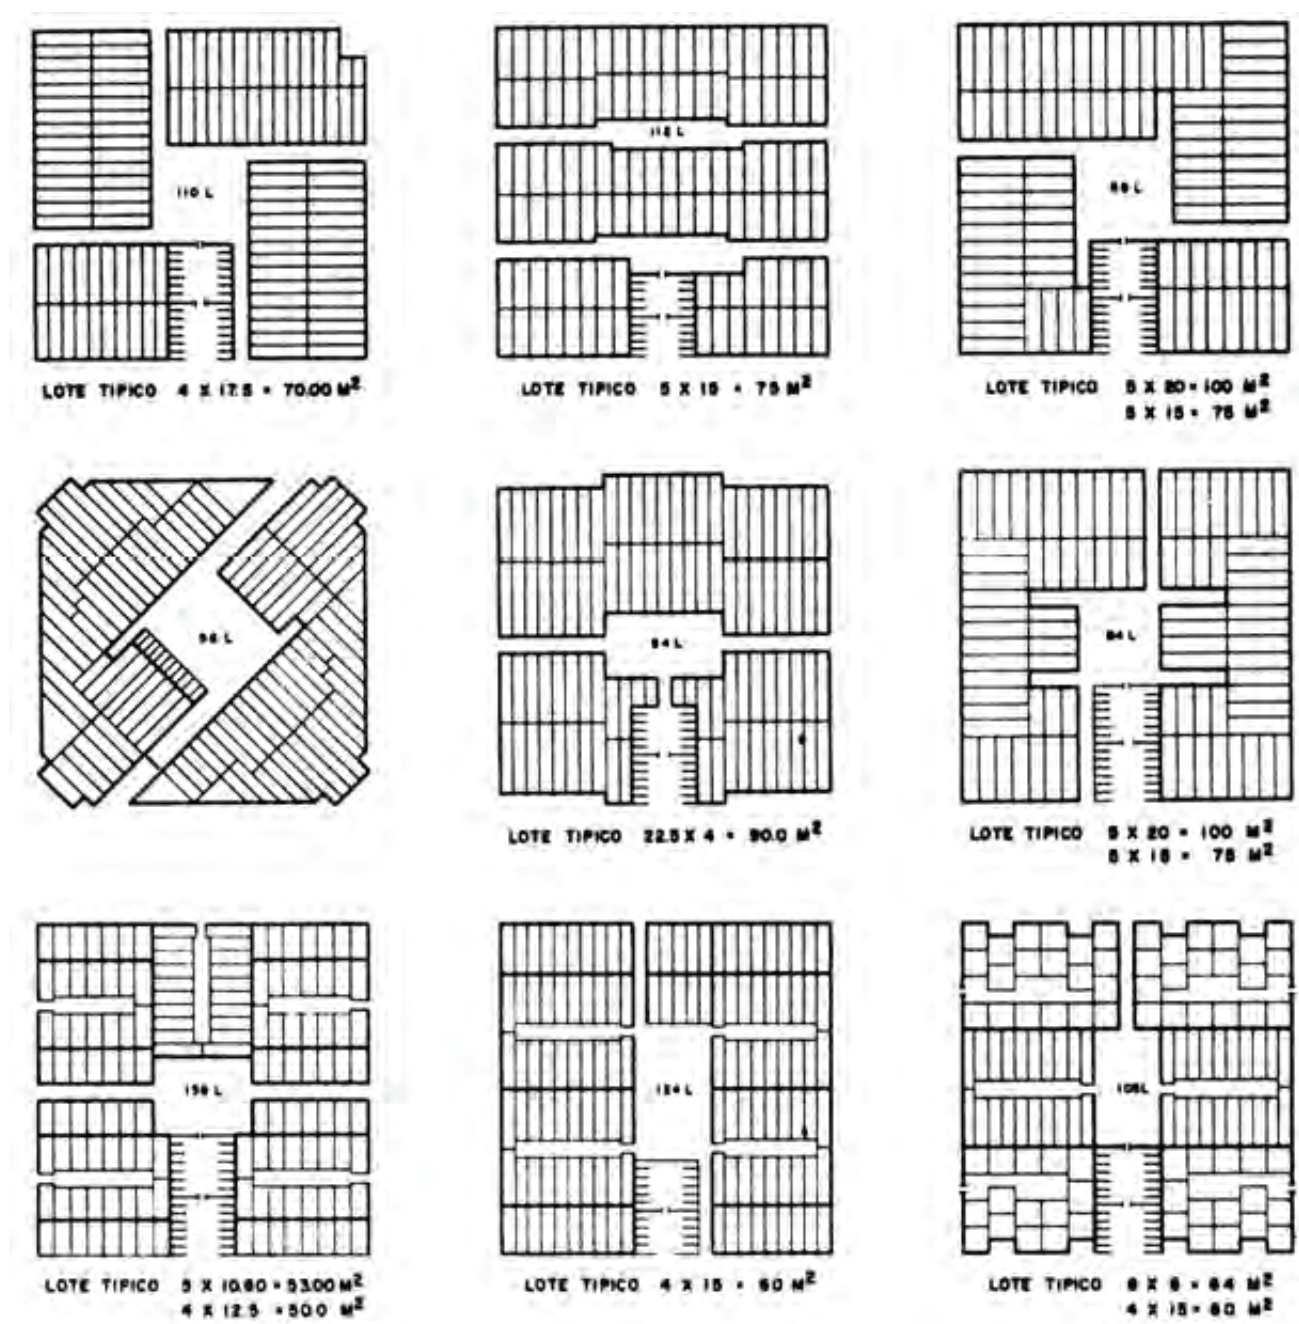 110 L
112 L
88 L
LOTE TIPICO 4 X 17.5 = 70.00 M²
LOTE TIPICO 5 X 15 = 75 M²
LOTE TIPICO 5 X 20 = 100 M²
5 X 15 = 75 M²
98 L
94 L
84 L
LOTE TIPICO 22.5 X 4 = 90.0 M²
LOTE TIPICO 5 X 20 = 100 M²
5 X 15 = 75 M²
L
134 L
108L
LOTE TIPICO 5 X 10.60 = 53.00 M²
4 X 12.5 = 50.0 M²
LOTE TIPICO 4 X 15 = 60 M²
LOTE TIPICO 8 X 8 = 64 M²
4 X 15 = 60 M²